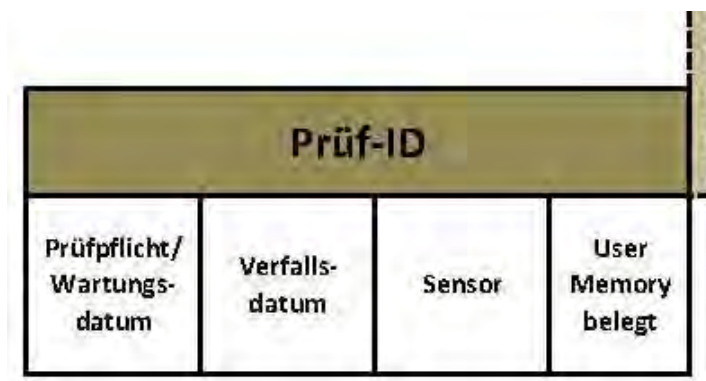 Prüf-ID
Prüfpflicht/
Wartungs-
datum
Verfalls-
datum
Sensor
User
Memory
belegt